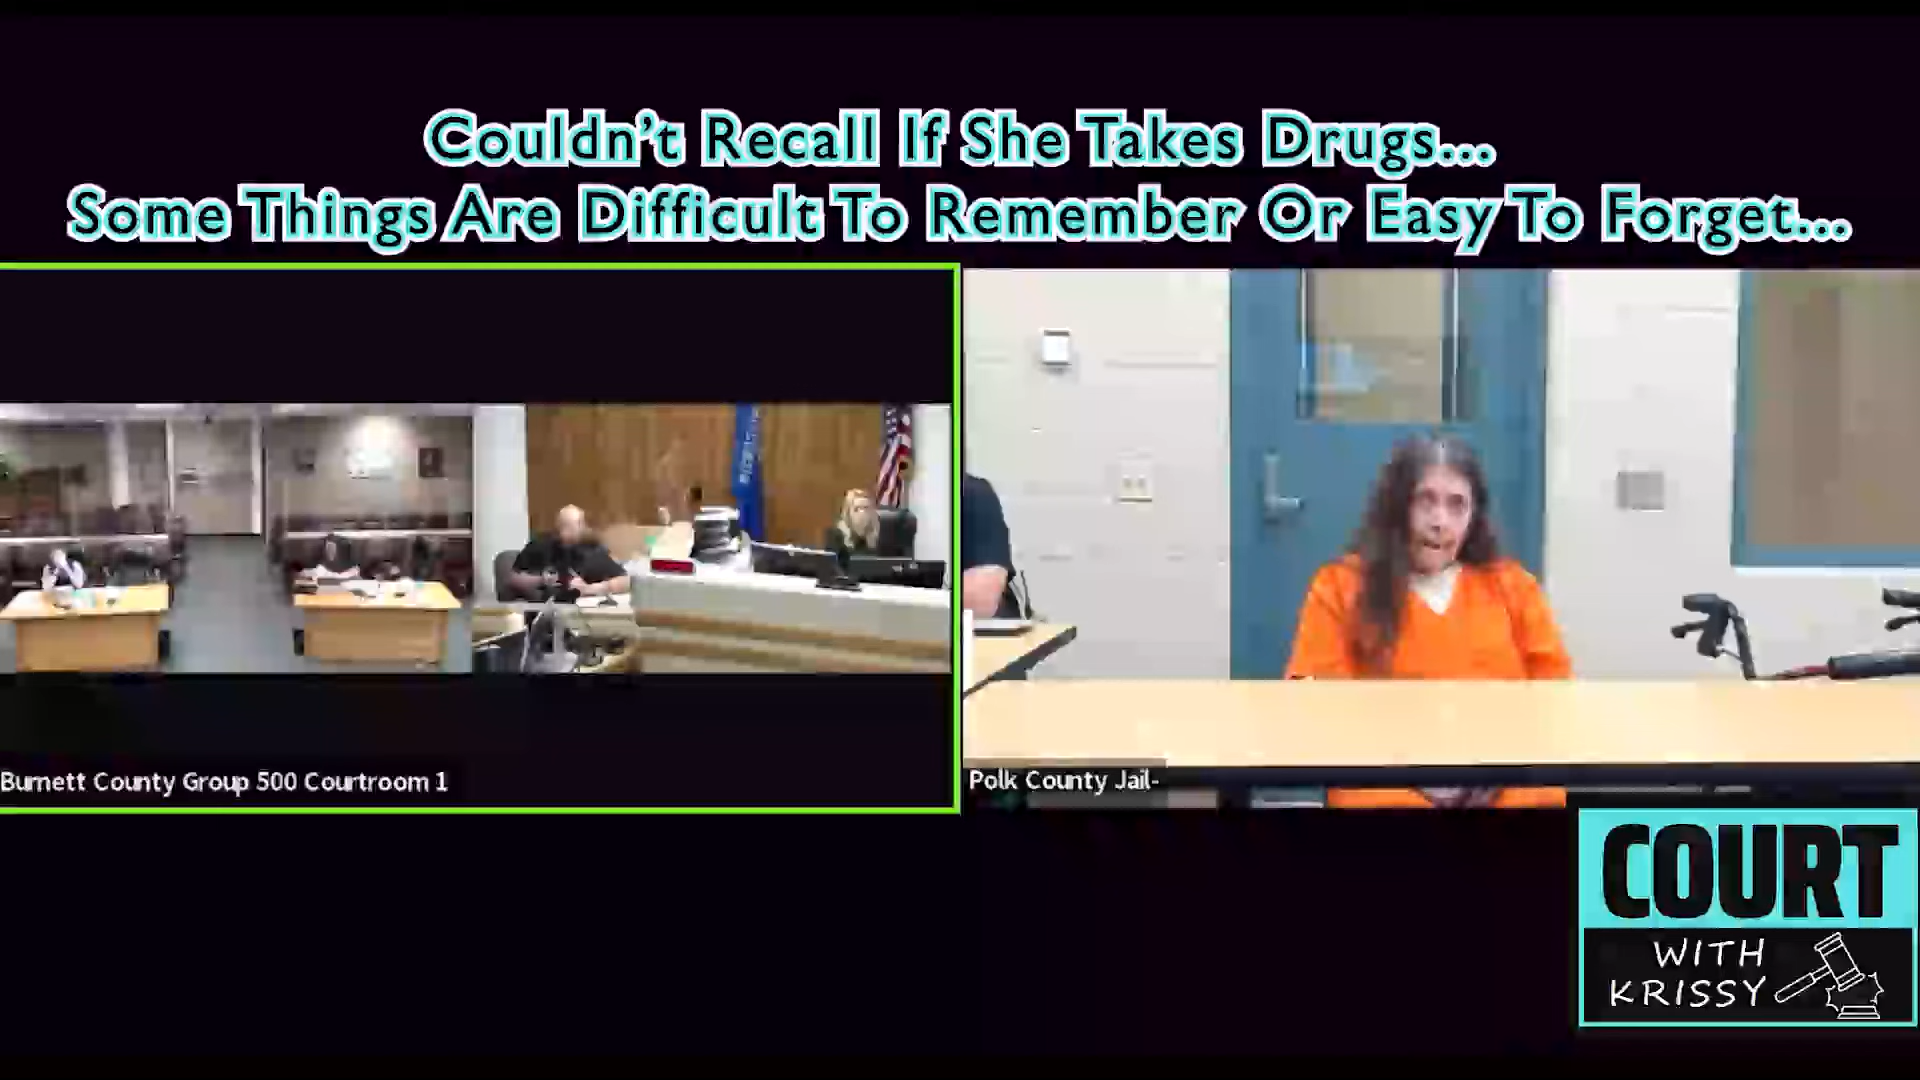 Couldn't Recall If She Takes Drugs...
Some Things Are Difficult To Remember Or Easy To Forget...
Burnett County Group 500 Courtroom 1
Polk County Jail-
COURT
WITH
KRISSY